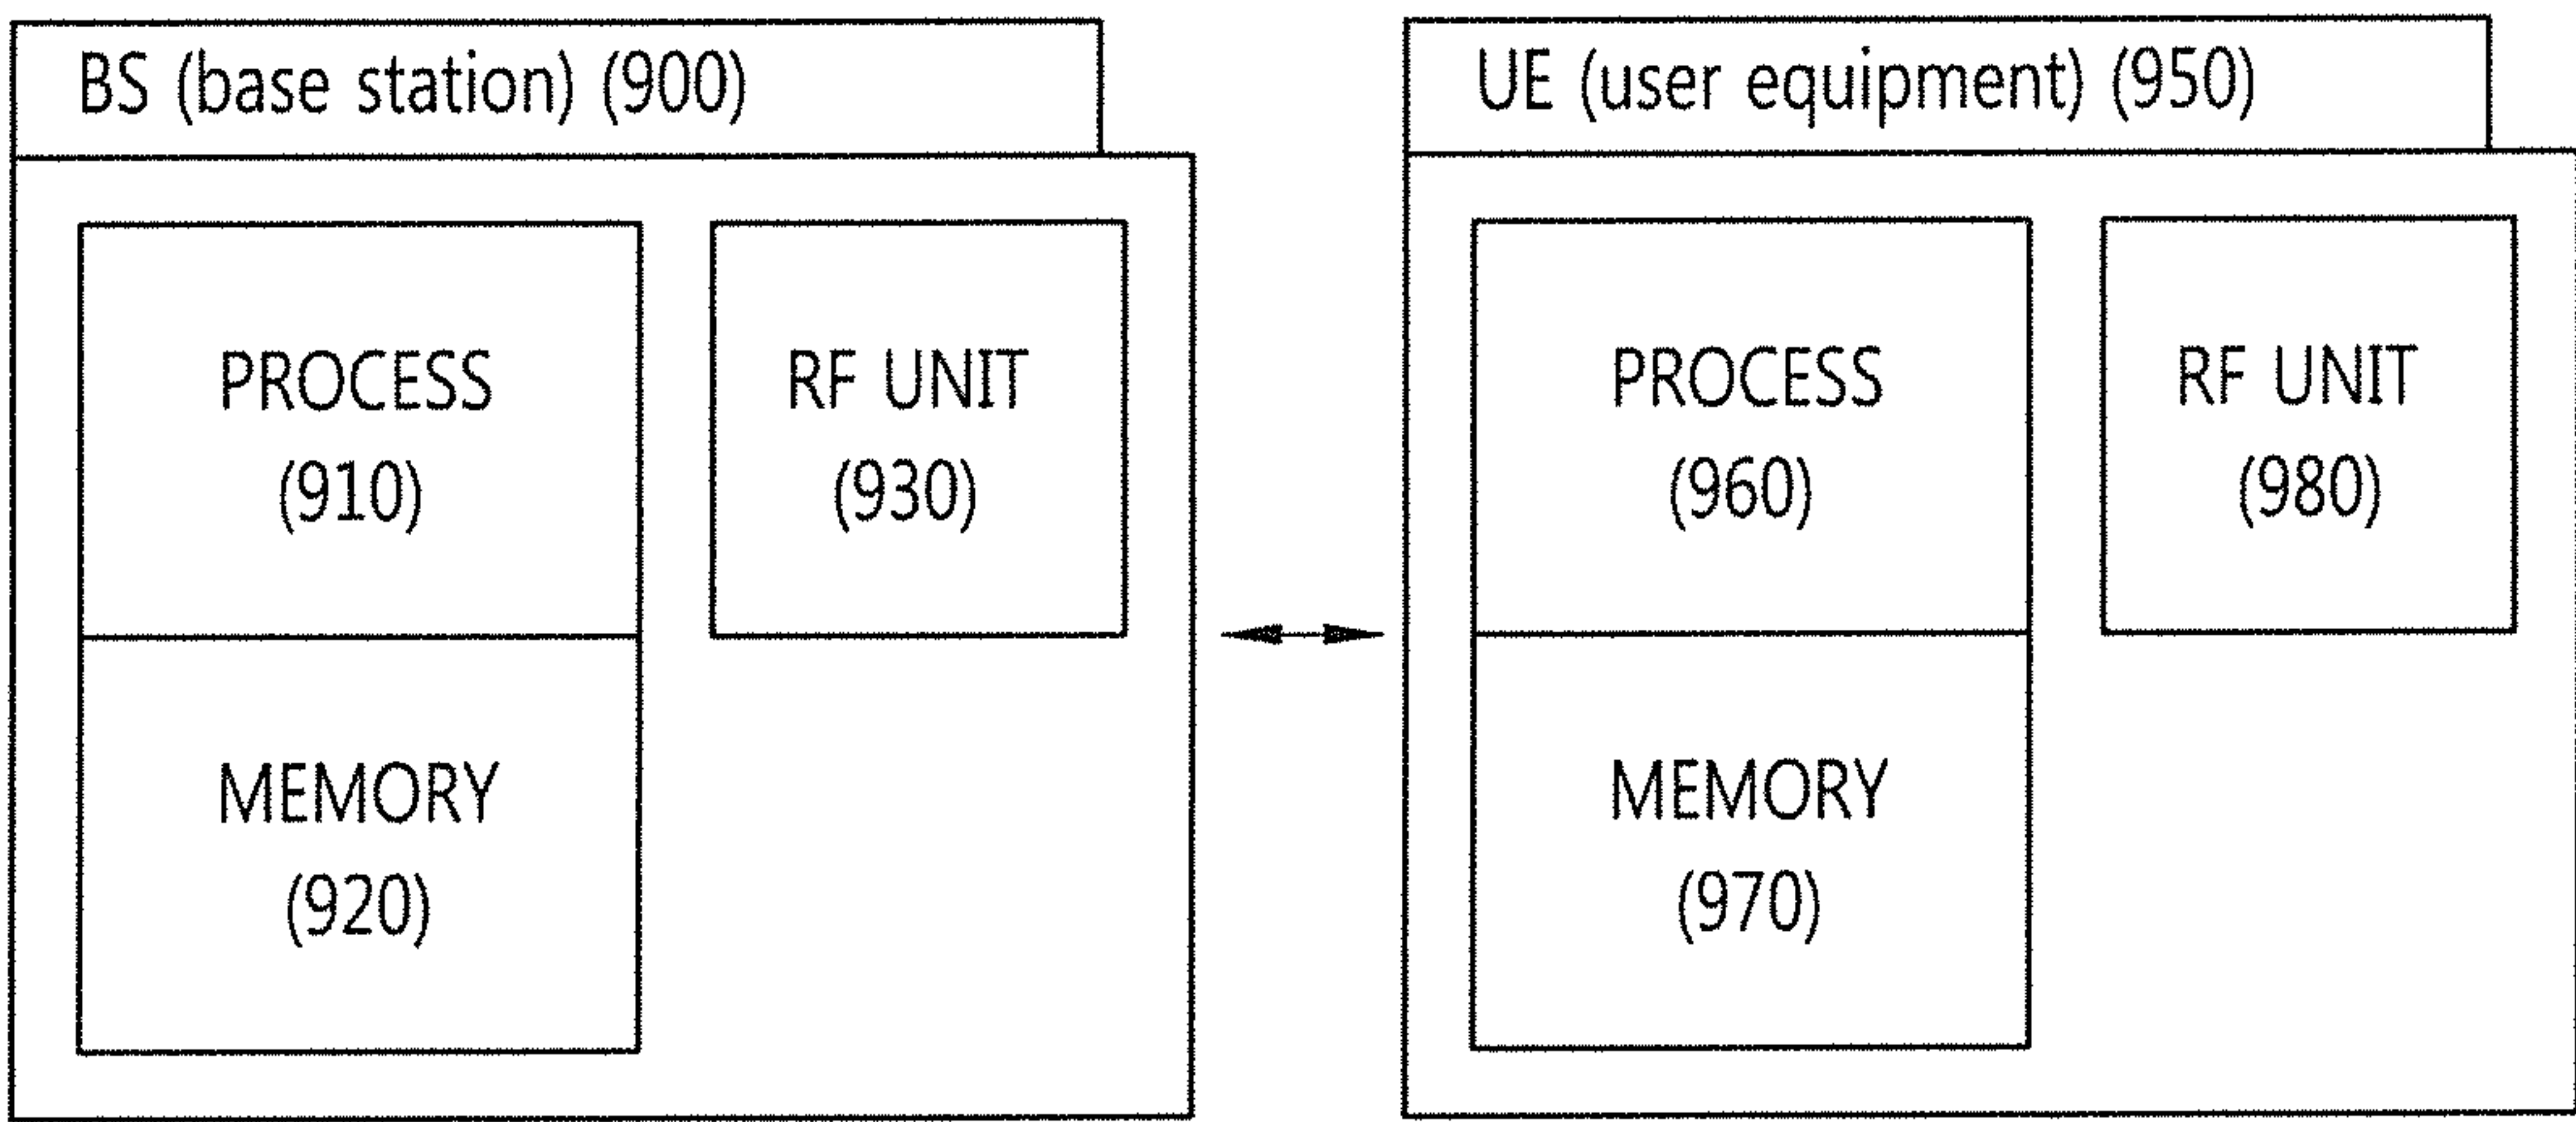 BS (base station) (900)
PROCESS
(910)
RF UNIT
(930)
MEMORY
(920)
UE (user equipment) (950)
PROCESS
(960)
RF UNIT
(980)
MEMORY
(970)